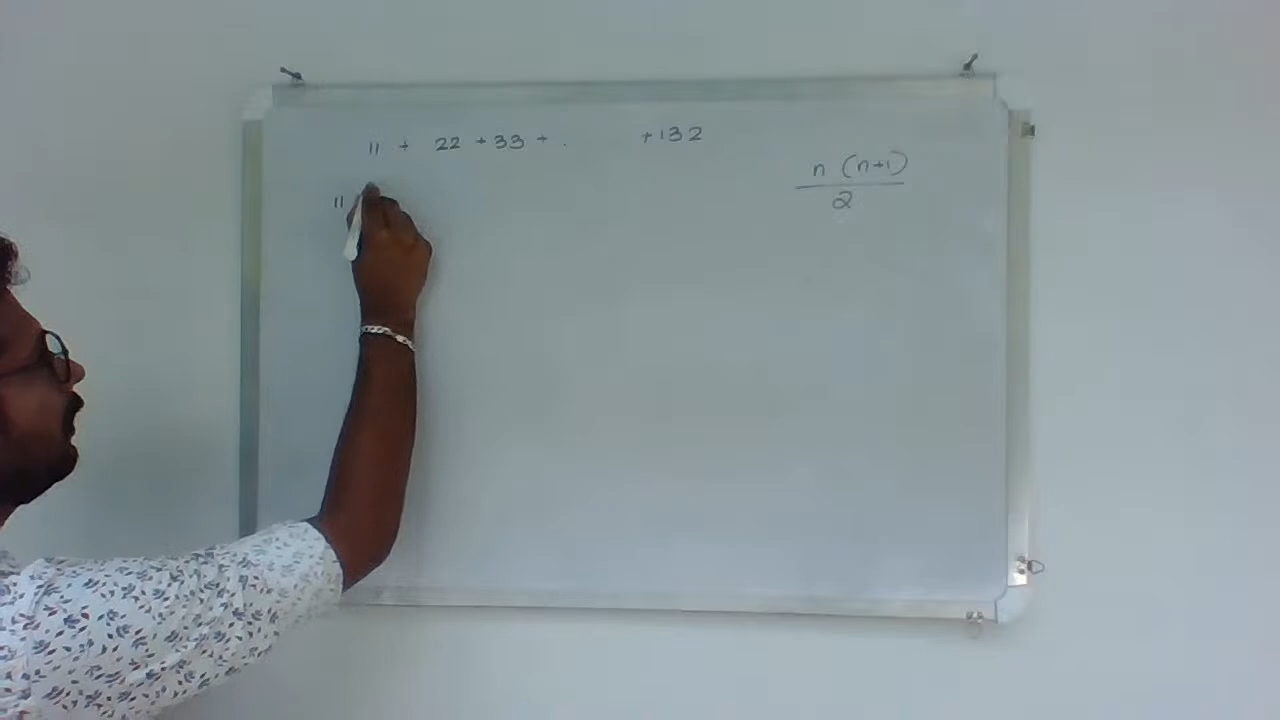 11 + 22 + 33 + . +132
n (n+1)
2
11